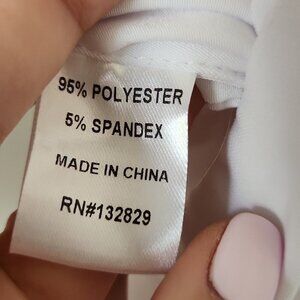 95% POLYESTER
5% SPANDEX
MADE IN CHINA
RN#132829